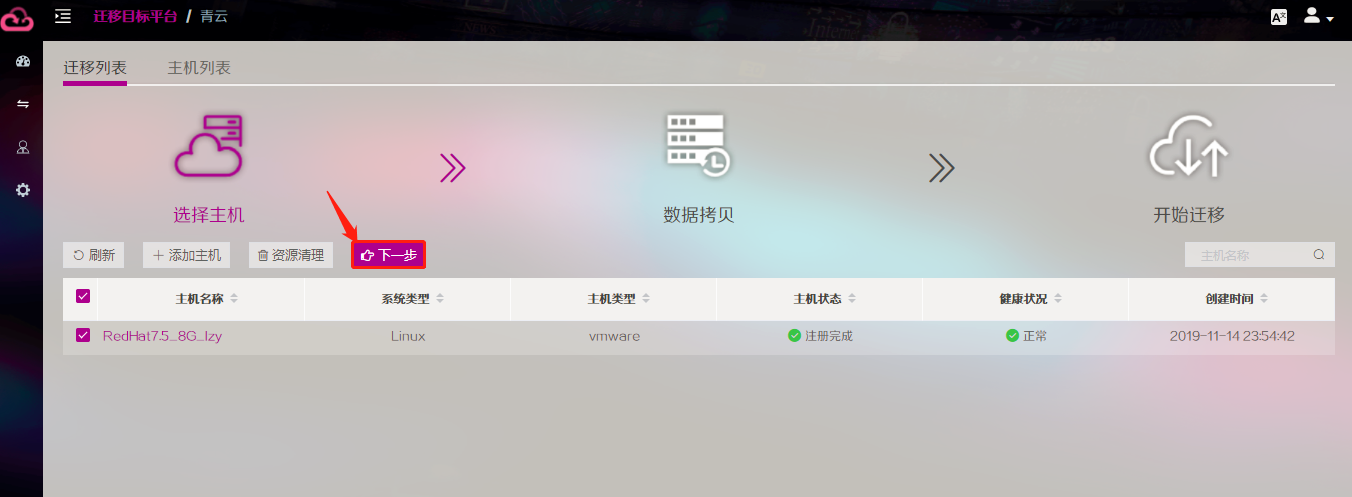 迁移目标平台 / 青云
迁移列表 主机列表
选择主机 数据拷贝 开始迁移
刷新 添加主机 资源清理 下一步 主机名称
主机名称 系统类型 主机类型 主机状态 健康状况 创建时间
RedHat7.5_8G_lzy Linux vmware 注册完成 正常 2019-11-14 23:54:42